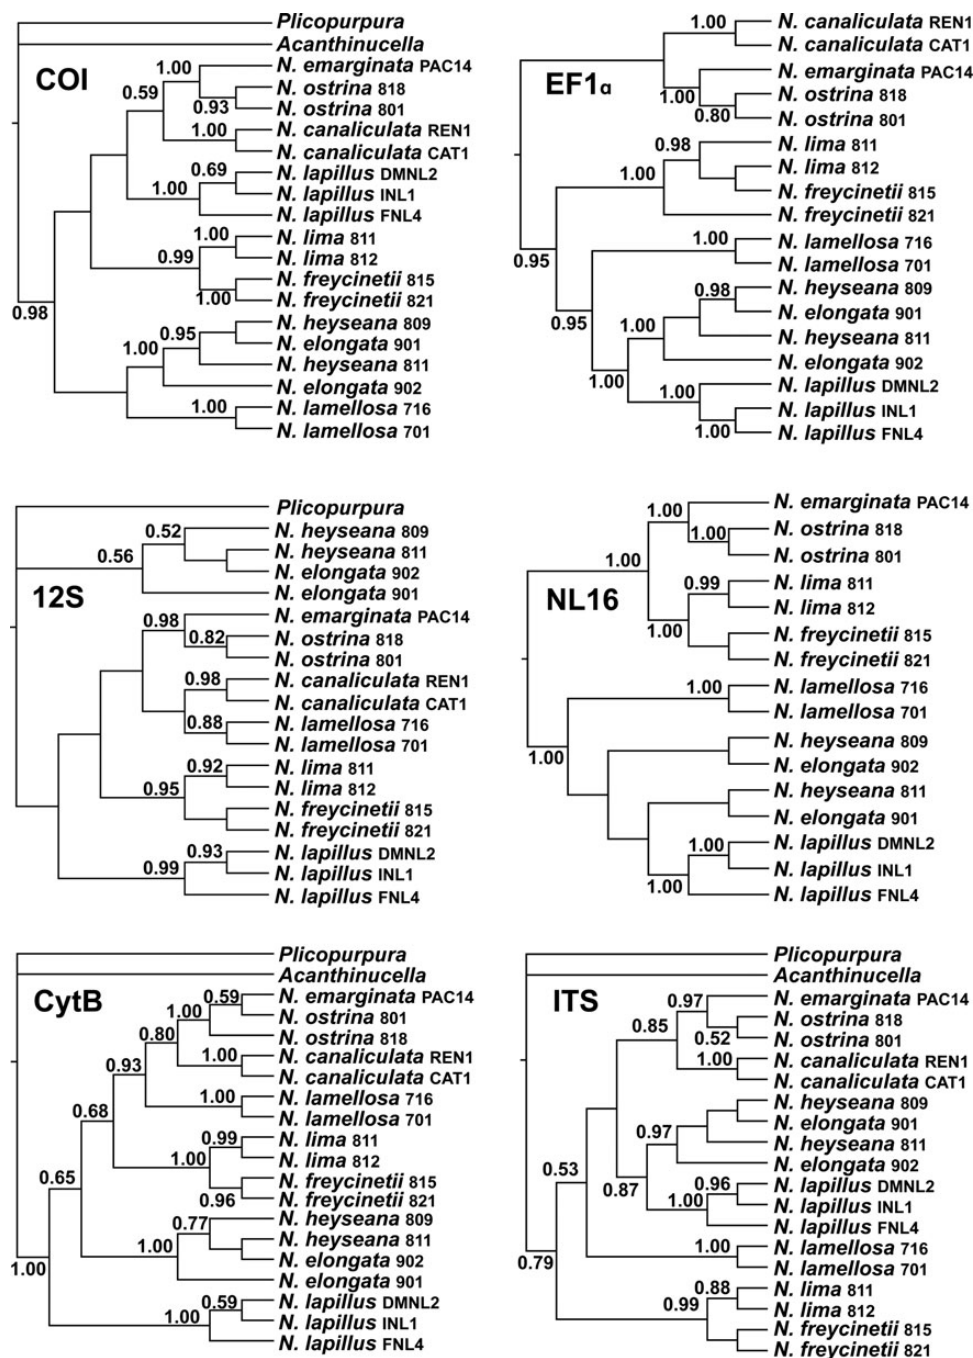 Plicopurpura
Acanthinucella
COI
1.00
N. emarginata PAC14
0.59
N. ostrina 818
0.93
N. ostrina 801
1.00
N. canaliculata REN1
N. canaliculata CAT1
0.69
N. lapillus DMNL2
1.00
N. lapillus INL1
N. lapillus FNL4
1.00
N. lima 811
0.99
N. lima 812
N. freycinetii 815
1.00
N. freycinetii 821
0.98
0.95
N. heyseana 809
1.00
N. elongata 901
N. heyseana 811
N. elongata 902
1.00
N. lamellosa 716
N. lamellosa 701
EF1α
1.00
N. canaliculata REN1
N. canaliculata CAT1
N. emarginata PAC14
1.00
N. ostrina 818
0.80
N. ostrina 801
0.98
N. lima 811
1.00
N. lima 812
N. freycinetii 815
N. freycinetii 821
0.95
1.00
N. lamellosa 716
N. lamellosa 701
0.95
0.98
N. heyseana 809
1.00
N. elongata 901
N. heyseana 811
N. elongata 902
1.00
1.00
N. lapillus DMNL2
N. lapillus INL1
1.00
N. lapillus FNL4
Plicopurpura
12S
0.52
N. heyseana 809
0.56
N. heyseana 811
N. elongata 902
N. elongata 901
0.98
N. emarginata PAC14
0.82
N. ostrina 818
N. ostrina 801
0.98
N. canaliculata REN1
N. canaliculata CAT1
0.88
N. lamellosa 716
N. lamellosa 701
0.92
N. lima 811
0.95
N. lima 812
N. freycinetii 815
N. freycinetii 821
0.93
N. lapillus DMNL2
0.99
N. lapillus INL1
N. lapillus FNL4
NL16
1.00
N. emarginata PAC14
1.00
N. ostrina 818
1.00
N. ostrina 801
0.99
N. lima 811
N. lima 812
1.00
N. freycinetii 815
N. freycinetii 821
1.00
N. lamellosa 716
N. lamellosa 701
1.00
N. heyseana 809
N. elongata 902
N. heyseana 811
N. elongata 901
1.00
N. lapillus DMNL2
N. lapillus INL1
1.00
N. lapillus FNL4
Plicopurpura
Acanthinucella
CytB
0.59
N. emarginata PAC14
1.00
N. ostrina 801
0.80
N. ostrina 818
0.93
1.00
N. canaliculata REN1
N. canaliculata CAT1
1.00
N. lamellosa 716
0.68
N. lamellosa 701
0.99
N. lima 811
1.00
N. lima 812
0.65
N. freycinetii 815
0.96
N. freycinetii 821
0.77
N. heyseana 809
N. heyseana 811
1.00
1.00
N. elongata 902
N. elongata 901
0.59
N. lapillus DMNL2
1.00
N. lapillus INL1
N. lapillus FNL4
Plicopurpura
Acanthinucella
ITS
0.97
N. emarginata PAC14
0.85
N. ostrina 818
0.52
N. ostrina 801
1.00
N. canaliculata REN1
N. canaliculata CAT1
N. heyseana 809
N. elongata 901
0.97
N. heyseana 811
0.53
N. elongata 902
0.87
0.96
N. lapillus DMNL2
1.00
N. lapillus INL1
N. lapillus FNL4
1.00
N. lamellosa 716
0.79
N. lamellosa 701
0.88
N. lima 811
0.99
N. lima 812
N. freycinetii 815
N. freycinetii 821